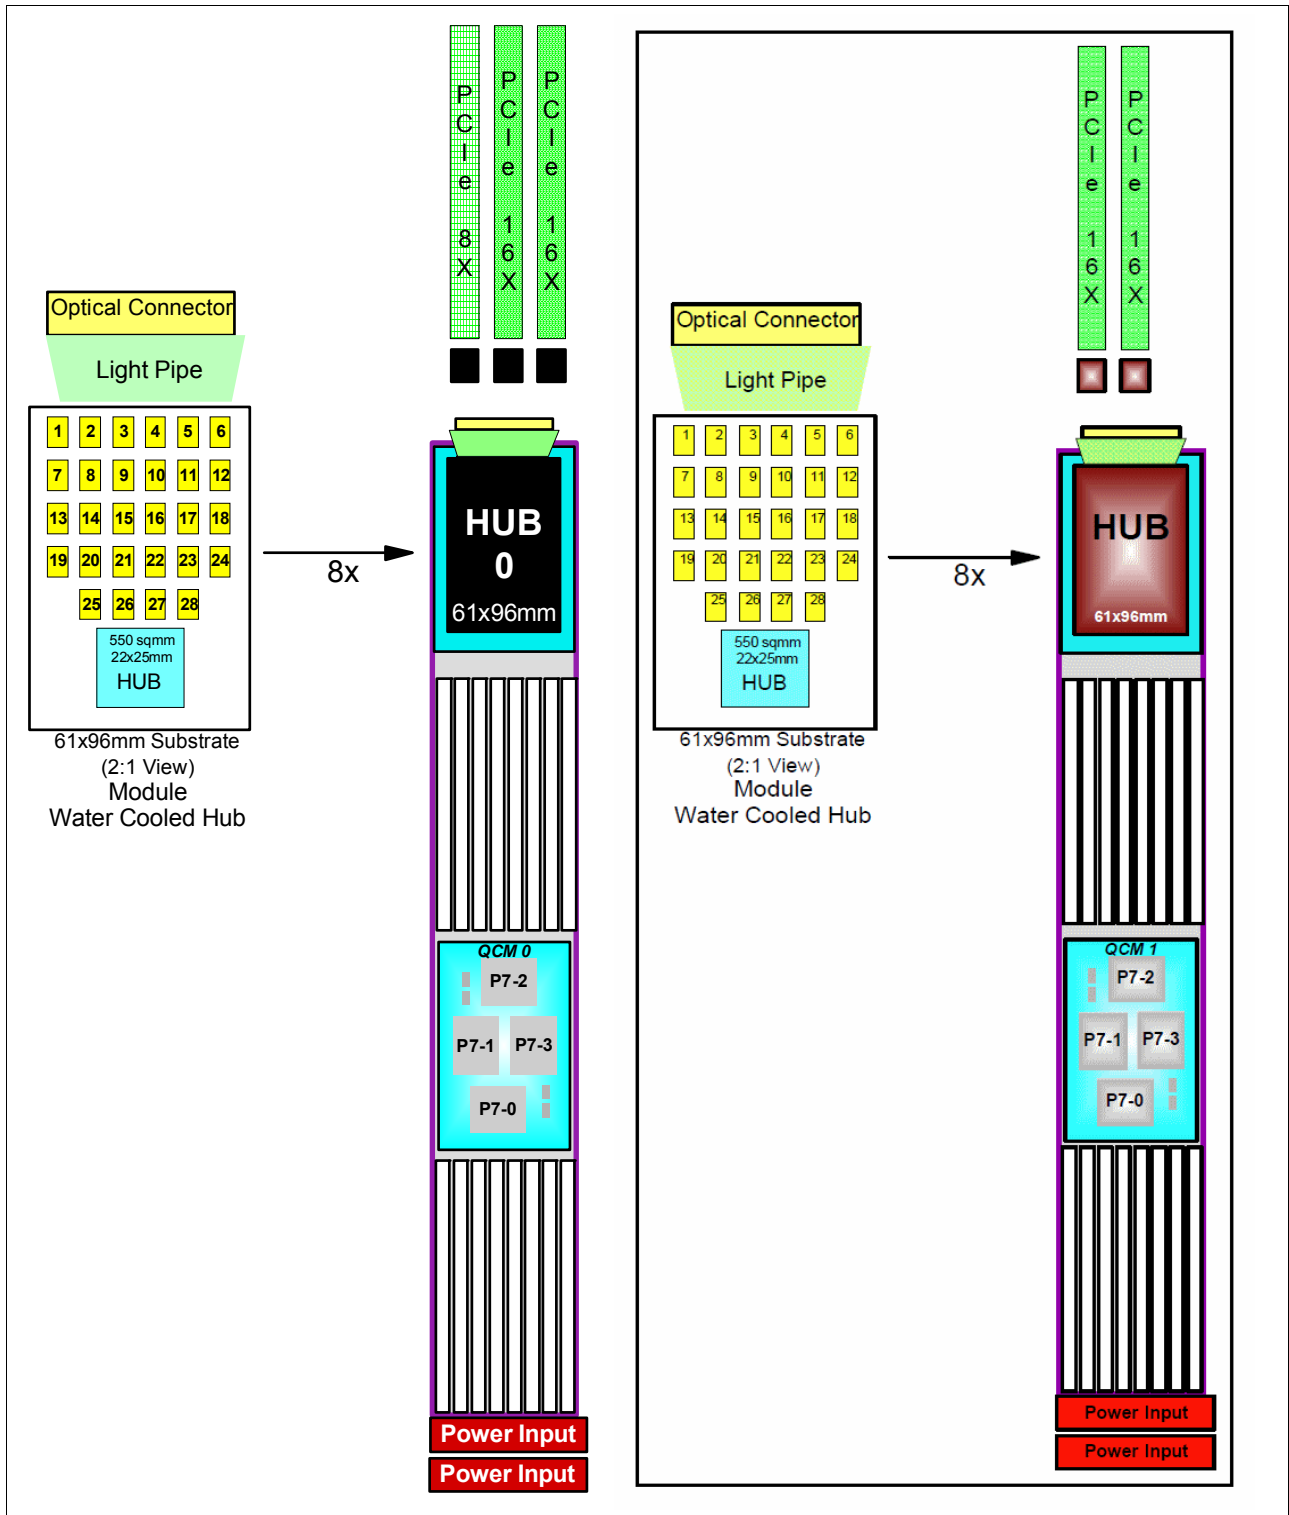 PCIe 8X
PCIe 16X
PCIe 16X
Optical Connector
Light Pipe
1 2 3 4 5 6
7 8 9 10 11 12
13 14 15 16 17 18
19 20 21 22 23 24
25 26 27 28
550 sqmm
22x25mm
HUB
61x96mm Substrate
(2:1 View)
Module
Water Cooled Hub
8x
HUB
0
61x96mm
QCM 0
P7-2
P7-1 P7-3
P7-0
Power Input
Power Input
PCIe 16X
PCIe 16X
Optical Connector
Light Pipe
1 2 3 4 5 6
7 8 9 10 11 12
13 14 15 16 17 18
19 20 21 22 23 24
25 26 27 28
550 sqmm
22x25mm
HUB
61x96mm Substrate
(2:1 View)
Module
Water Cooled Hub
8x
HUB
61x96mm
QCM 1
P7-2
P7-1 P7-3
P7-0
Power Input
Power Input